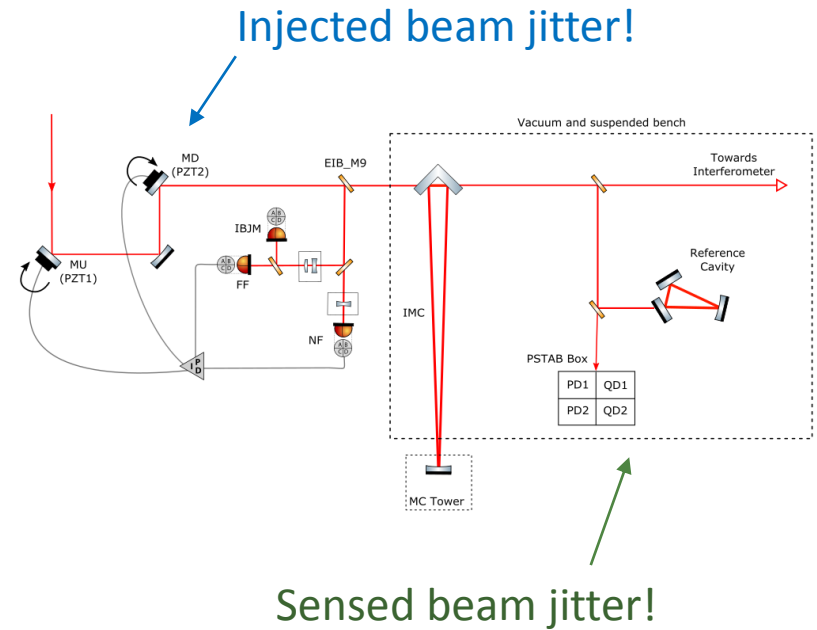 Injected beam jitter!
Vacuum and suspended bench
MD
(PZT2)
EIB_M9
Towards
Interferometer
A B
C D
IBJM
MU
(PZT1)
A B
C D
FF
Reference
Cavity
IMC
NF
A B
C D
P
I D
PSTAB Box
PD1 QD1
PD2 QD2
MC Tower
Sensed beam jitter!